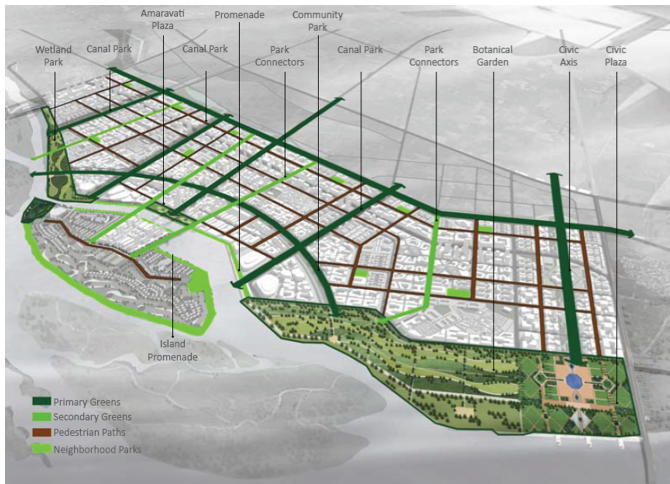 Wetland
Park
Canal Park
Amaravati
Plaza
Canal Park
Promenade
Park
Connectors
Community
Park
Canal Park
Park
Connectors
Botanical
Garden
Civic
Axis
Civic
Plaza
Island
Promenade
Primary Greens
Secondary Greens
Pedestrian Paths
Neighborhood Parks